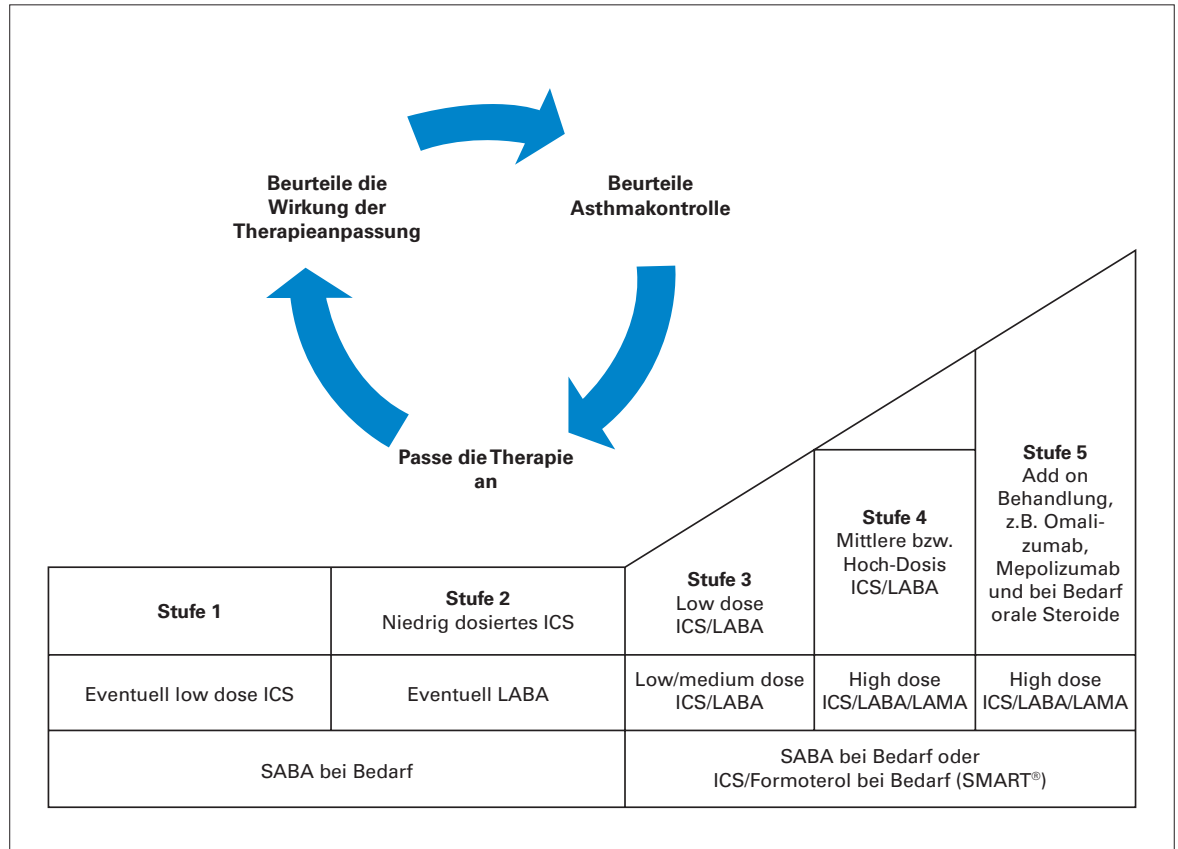 Beurteile die
Wirkung der
Therapieanpassung
Beurteile
Asthmakontrolle
Passe die Therapie
an
Stufe 1
Stufe 2
Niedrig dosiertes ICS
Stufe 3
Low dose
ICS/LABA
Stufe 4
Mittlere bzw.
Hoch-Dosis
ICS/LABA
Stufe 5
Add on
Behandlung,
z.B. Omali-
zumab,
Mepolizumab
und bei Bedarf
orale Steroide
Eventuell low dose ICS
Eventuell LABA
Low/medium dose
ICS/LABA
High dose
ICS/LABA/LAMA
High dose
ICS/LABA/LAMA
SABA bei Bedarf
SABA bei Bedarf oder
ICS/Formoterol bei Bedarf (SMART®)